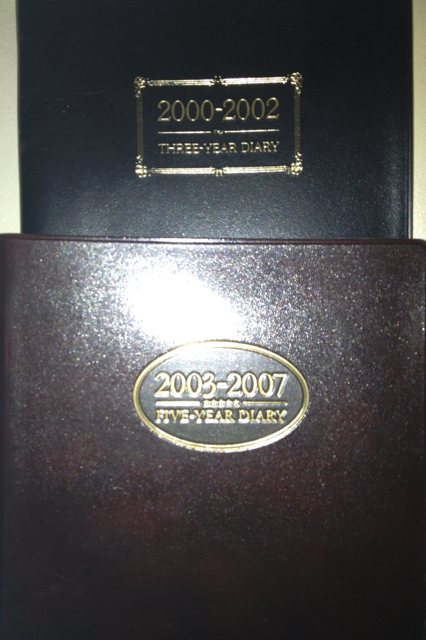 2000-2002
THREE-YEAR DIARY
2003-2007
FIVE-YEAR DIARY